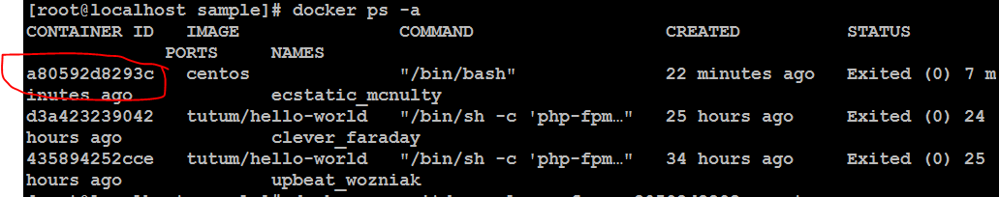 [root@localhost sample]# docker ps -a
CONTAINER ID IMAGE COMMAND CREATED STATUS
PORTS NAMES
a80592d8293c centos "/bin/bash" 22 minutes ago Exited (0) 7 m
inutes ago ecstatic_mcnulty
d3a423239042 tutum/hello-world "/bin/sh -c 'php-fpm…" 25 hours ago Exited (0) 24
hours ago clever_faraday
435894252cce tutum/hello-world "/bin/sh -c 'php-fpm…" 34 hours ago Exited (0) 25
hours ago upbeat_wozniak